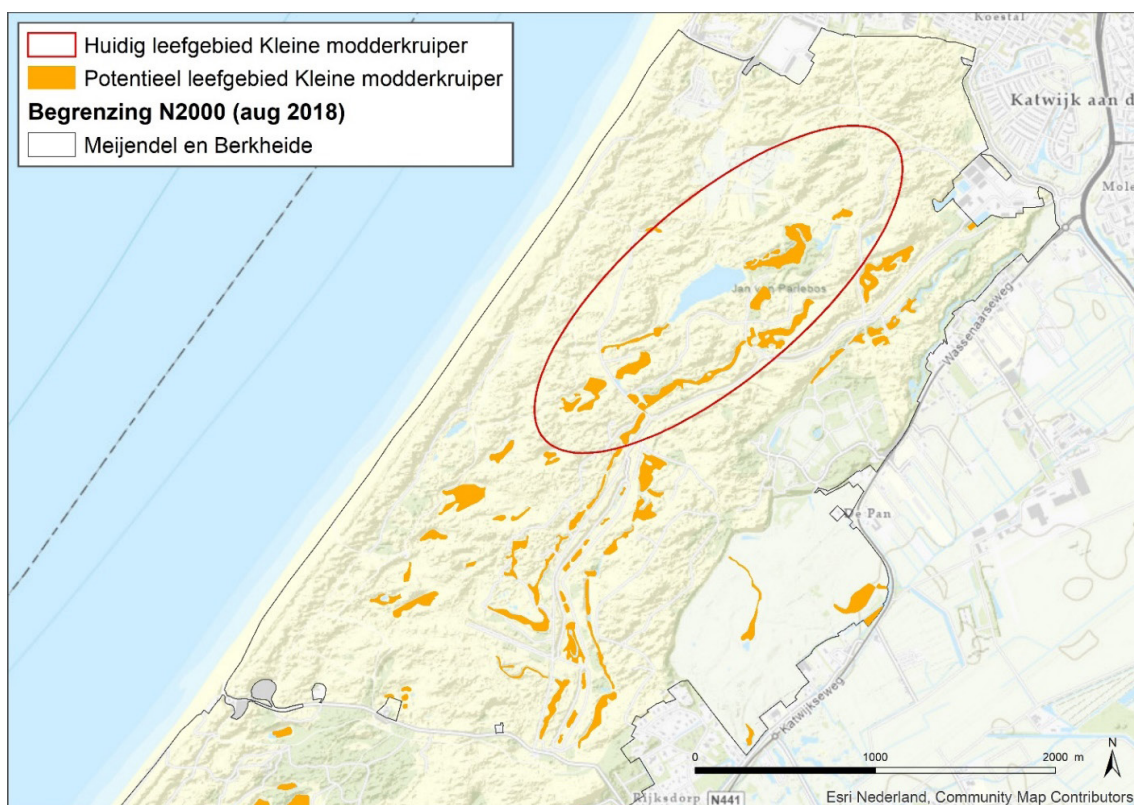 Huidig leefgebied Kleine modderkruiper
Potentieel leefgebied Kleine modderkruiper
Begrenzing N2000 (aug 2018)
Meijendel en Berkheide
Koestal
Katwijk aan d
Mole
Jan van Parlebos
Wassenaarseweg
De Pan
Katwijkseweg
0 1000 2000 m
N
Rijksdorp N441
Esri Nederland, Community Map Contributors